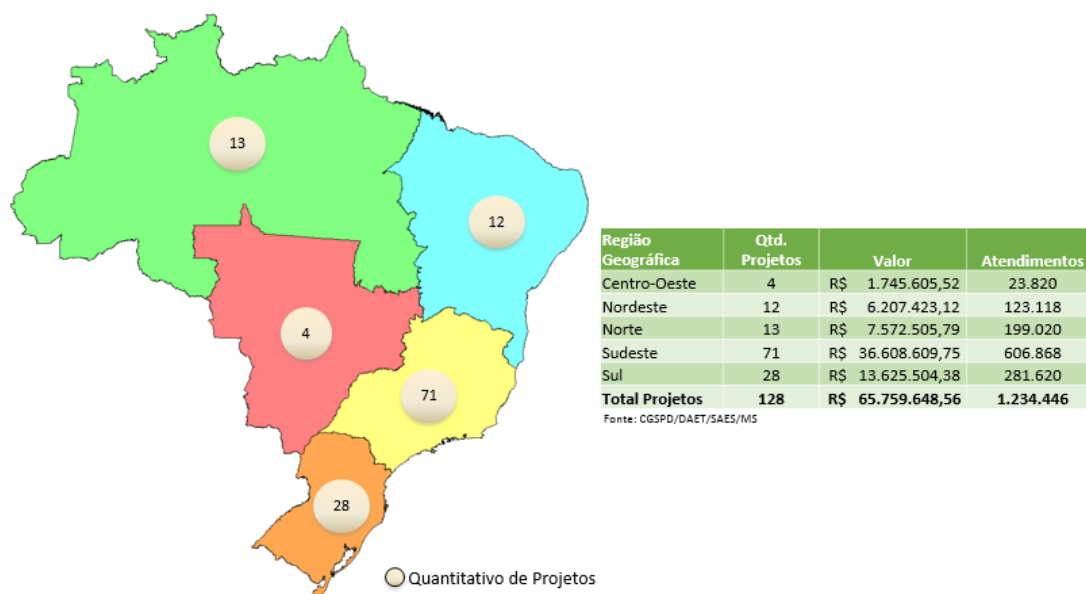 13
12
4
71
28
Quantitativo de Projetos
Região Geográfica Qtd. Projetos Valor Atendimentos
Centro-Oeste 4 R$ 1.745.605,52 23.820
Nordeste 12 R$ 6.207.423,12 123.118
Norte 13 R$ 7.572.505,79 199.020
Sudeste 71 R$ 36.608.609,75 606.868
Sul 28 R$ 13.625.504,38 281.620
Total Projetos 128 R$ 65.759.648,56 1.234.446
Fonte: CGSPD/DAET/SAES/MS